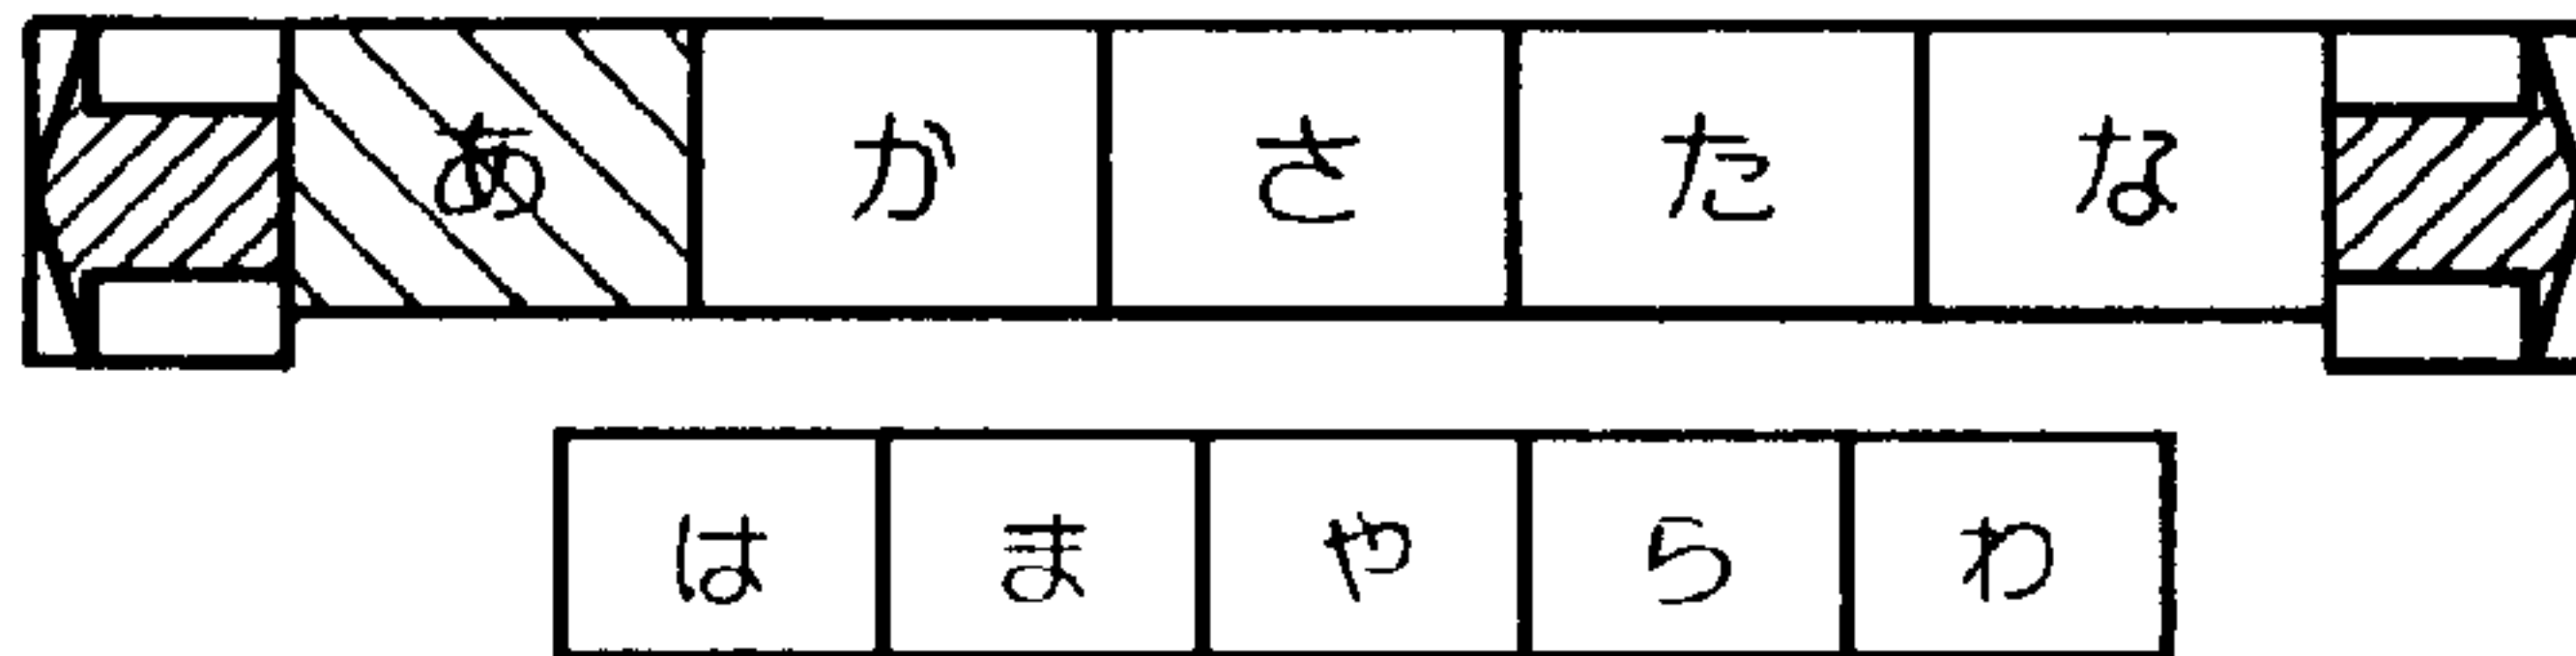 あ か さ た な
は ま や ら わ